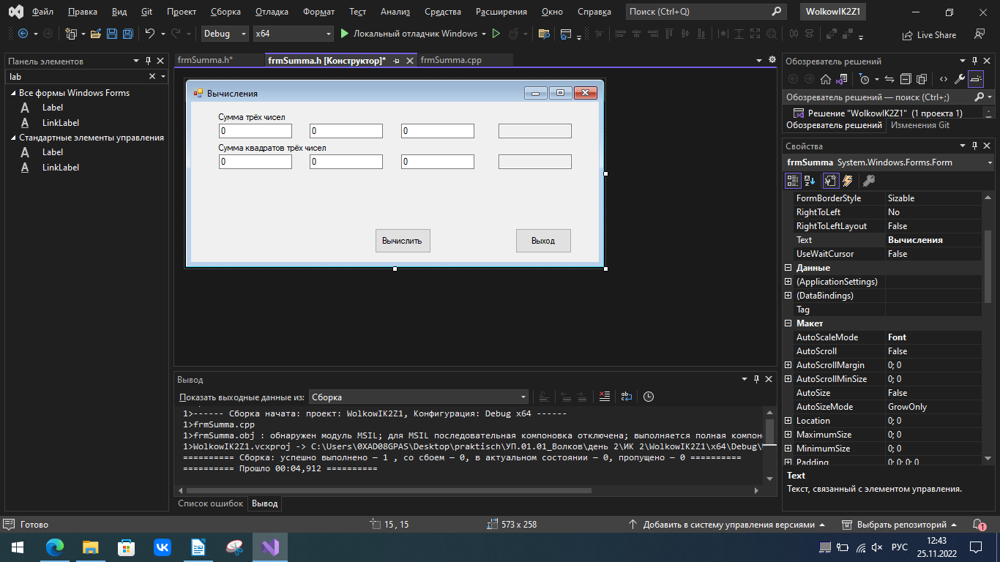 Файл Правка Вид Git Проект Сборка Отладка Формат Тест Анализ Средства Расширения Окно Справка Поиск (Ctrl+Q) WolkowIK2Z1
Debug x64 Локальный отладчик Windows Live Share
Панель элементов
lab
Все формы Windows Forms
Label
LinkLabel
Стандартные элементы управления
Label
LinkLabel
frmSumma.h* frmSumma.h [Конструктор]* frmSumma.cpp
Вычисления
Сумма трёх чисел
0 0 0
Сумма квадратов трёх чисел
0 0 0
Вычислить Выход
Вывод
Показать выходные данные из: Сборка
1>------ Сборка начата: проект: WolkowIK2Z1, Конфигурация: Debug x64 ------
1>frmSumma.cpp
1>frmSumma.obj : обнаружен модуль MSIL; для MSIL последовательная компоновка отключена; выполняется полная компон
1>WolkowIK2Z1.vcxproj -> C:\Users\0XAD08GPAS\Desktop\praktisch\УП.01.01_Волков\день 2\ИК 2\WolkowIK2Z1\x64\Debug\
========== Сборка: успешно выполнено – 1 , со сбоем – 0, в актуальном состоянии – 0, пропущено – 0 ==========
========== Прошло 00:04,912 ==========
Список ошибок Вывод
Обозреватель решений
Обозреватель решений — поиск (Ctrl+;)
Решение "WolkowIK2Z1" (1 проекта 1)
Обозреватель решений Изменения Git
Свойства
frmSumma System.Windows.Forms.Form
FormBorderStyle Sizable
RightToLeft No
RightToLeftLayout False
Text Вычисления
UseWaitCursor False
Данные
(ApplicationSettings)
(DataBindings)
Tag
Макет
AutoScaleMode Font
AutoScroll False
AutoScrollMargin 0; 0
AutoScrollMinSize 0; 0
AutoSize False
AutoSizeMode GrowOnly
Location 0; 0
MaximumSize 0; 0
MinimumSize 0; 0
Padding 0; 0; 0; 0
Text
Текст, связанный с элементом управления.
Готово 15 , 15 573 x 258 Добавить в систему управления версиями Выбрать репозиторий 1
РУС 12:43
25.11.2022